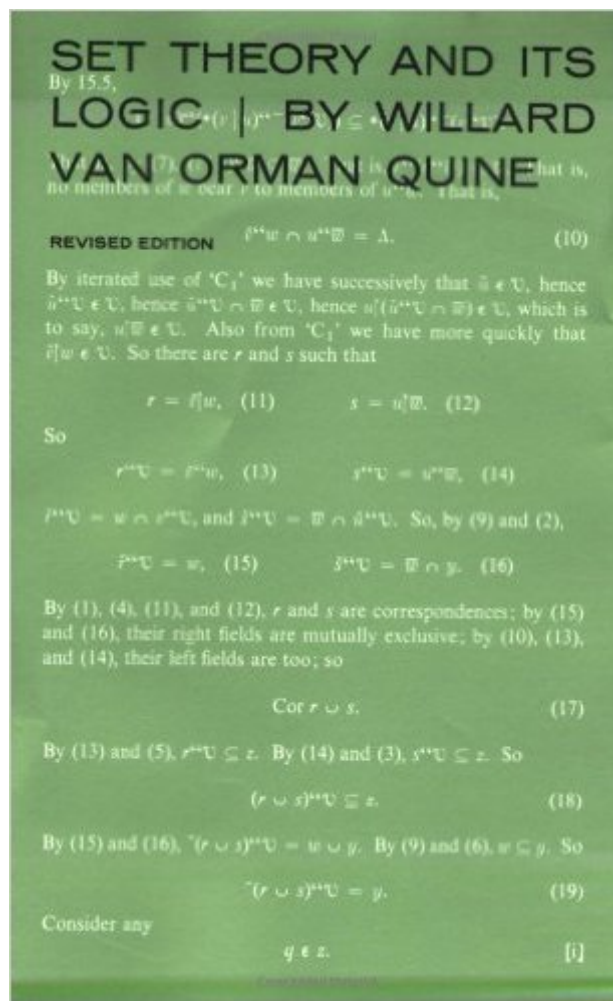 SET THEORY AND ITS
By 15.5,
LOGIC | BY WILLARD
VAN ORMAN QUINE
That is,
no members of w bear to members of That is,
REVISED EDITION
∩ = Λ. (10)
By iterated use of ‘C₁’ we have successively that ŭ ϵ ʋ, hence
ŭ“ʋ ϵ ʋ, hence ŭ“ʋ ∩ w̅ ϵ ʋ, hence u↿(ŭ“ʋ ∩ w̅) ϵ ʋ, which is
to say, u↿w̅ ϵ ʋ. Also from ‘C₁’ we have more quickly that
w ϵ ʋ. So there are r and s such that
r = w, (11) s = u↿w̅. (12)
So
r“ʋ = w, (13) s“ʋ = u“w̅, (14)
= w ∩ and = w̅ ∩ ŭ“ʋ. So, by (9) and (2),
= w, (15) = w̅ ∩ y. (16)
By (1), (4), (11), and (12), r and s are correspondences; by (15)
and (16), their right fields are mutually exclusive; by (10), (13),
and (14), their left fields are too; so
Cor r ∪ s. (17)
By (13) and (5), r“ʋ ⊆ z. By (14) and (3), s“ʋ ⊆ z. So
(r ∪ s)“ʋ ⊆ z. (18)
By (15) and (16), ˘(r ∪ s)“ʋ = w ∪ y. By (9) and (6), w ⊆ y. So
˘(r ∪ s)“ʋ = y. (19)
Consider any
q ϵ z. [i]